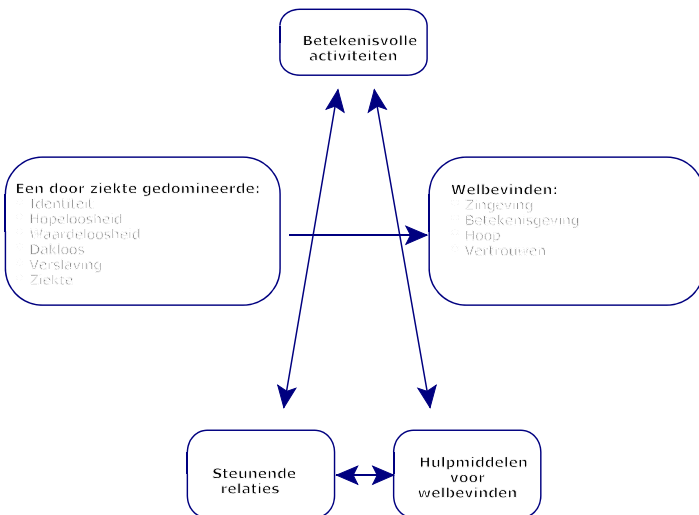 Betekenisvolle
activiteiten
Een door ziekte gedomineerde:
Identiteit
Hopeloosheid
Waardeloosheid
Dakloos
Verslaving
Ziekte
Welbevinden:
Zingeving
Betekenisgeving
Hoop
Vertrouwen
Steunende
relaties
Hulpmiddelen
voor
welbevinden